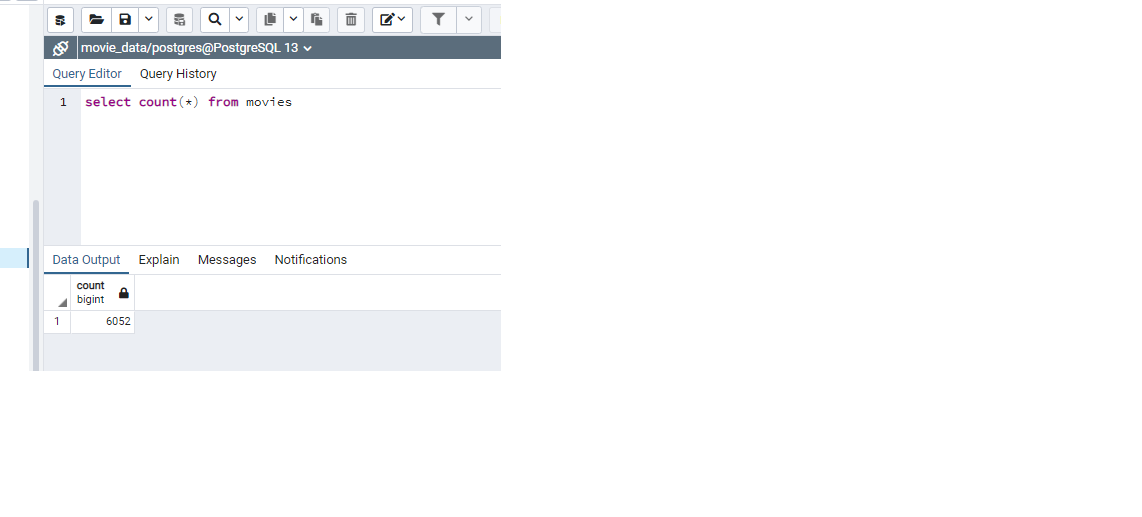 movie_data/postgres@PostgreSQL 13
Query Editor Query History
1 select count(*) from movies
Data Output Explain Messages Notifications
count
bigint
1 6052